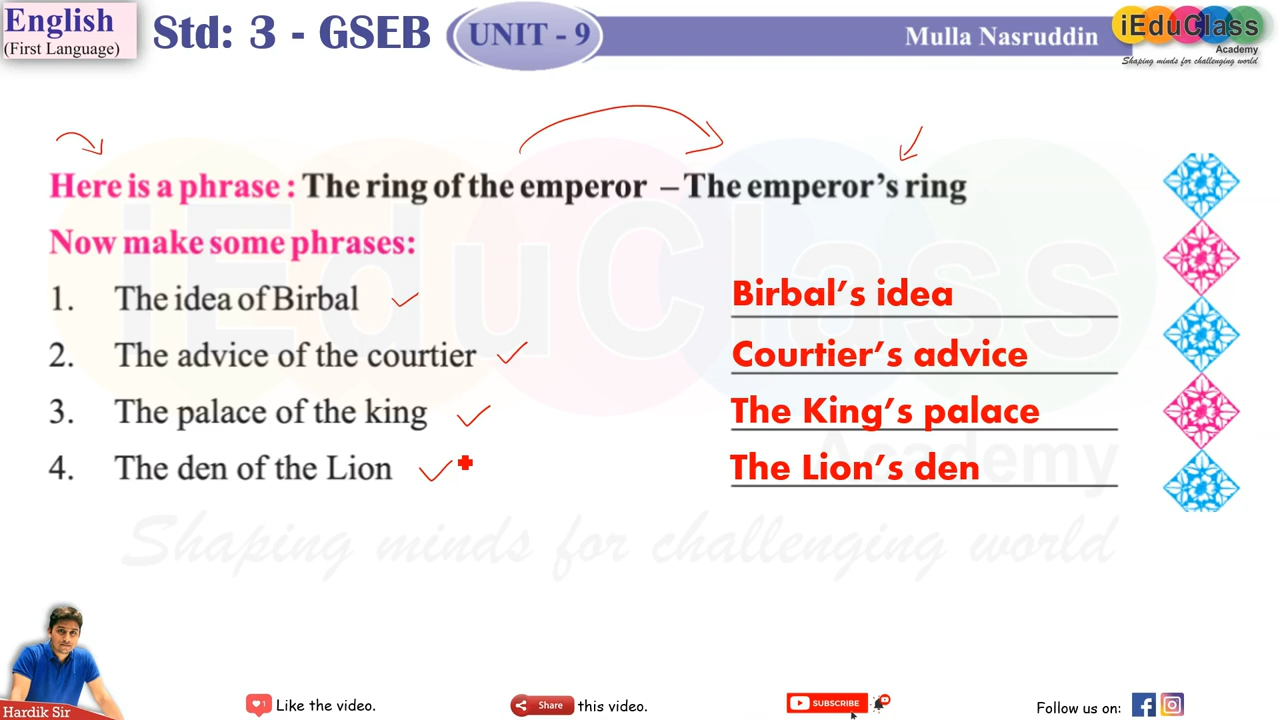 English
(First Language)
Std: 3 - GSEB
UNIT - 9
Mulla Nasruddin
iEduClass
Academy
Shaping minds for challenging world
Here is a phrase : The ring of the emperor – The emperor's ring
Now make some phrases:
1. The idea of Birbal Birbal's idea
2. The advice of the courtier Courtier's advice
3. The palace of the king The King's palace
4. The den of the Lion The Lion's den
iEduClass
Academy
Shaping minds for challenging world
Hardik Sir
1 Like the video.
Share this video.
SUBSCRIBE
Follow us on: